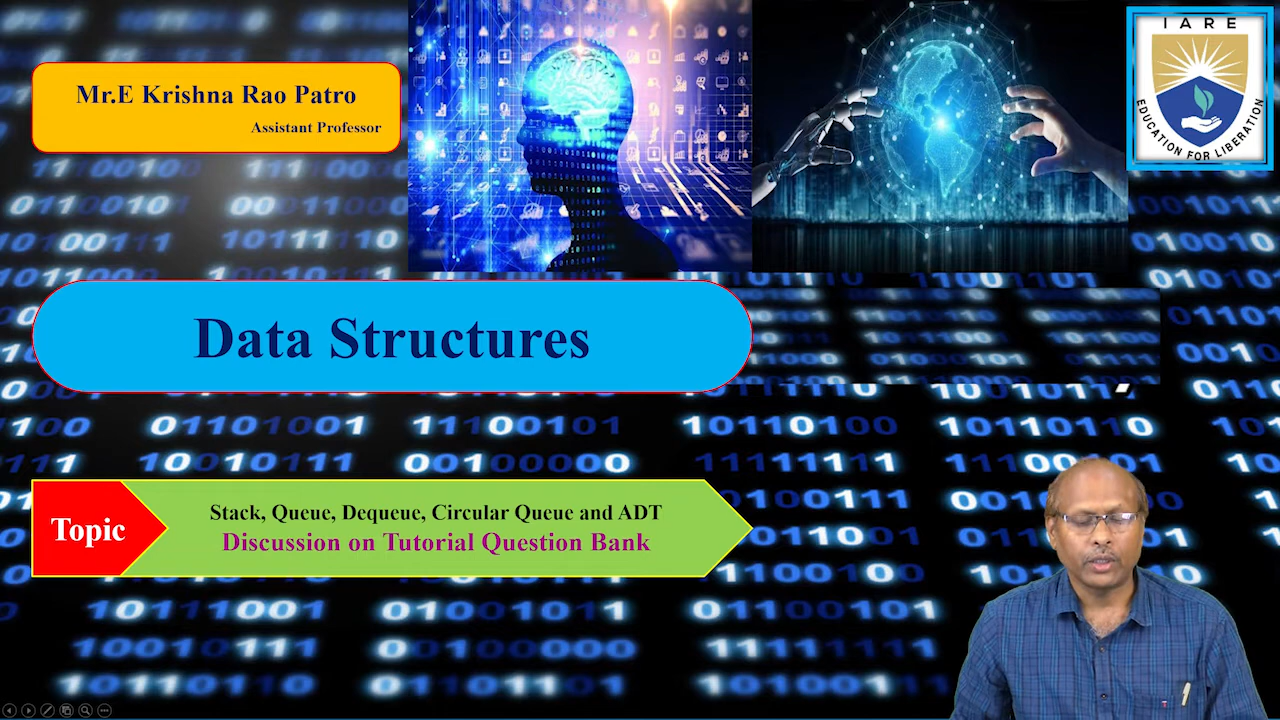 Mr.E Krishna Rao Patro
Assistant Professor
IARE
EDUCATION FOR LIBERATION
Data Structures
Topic
Stack, Queue, Dequeue, Circular Queue and ADT
Discussion on Tutorial Question Bank